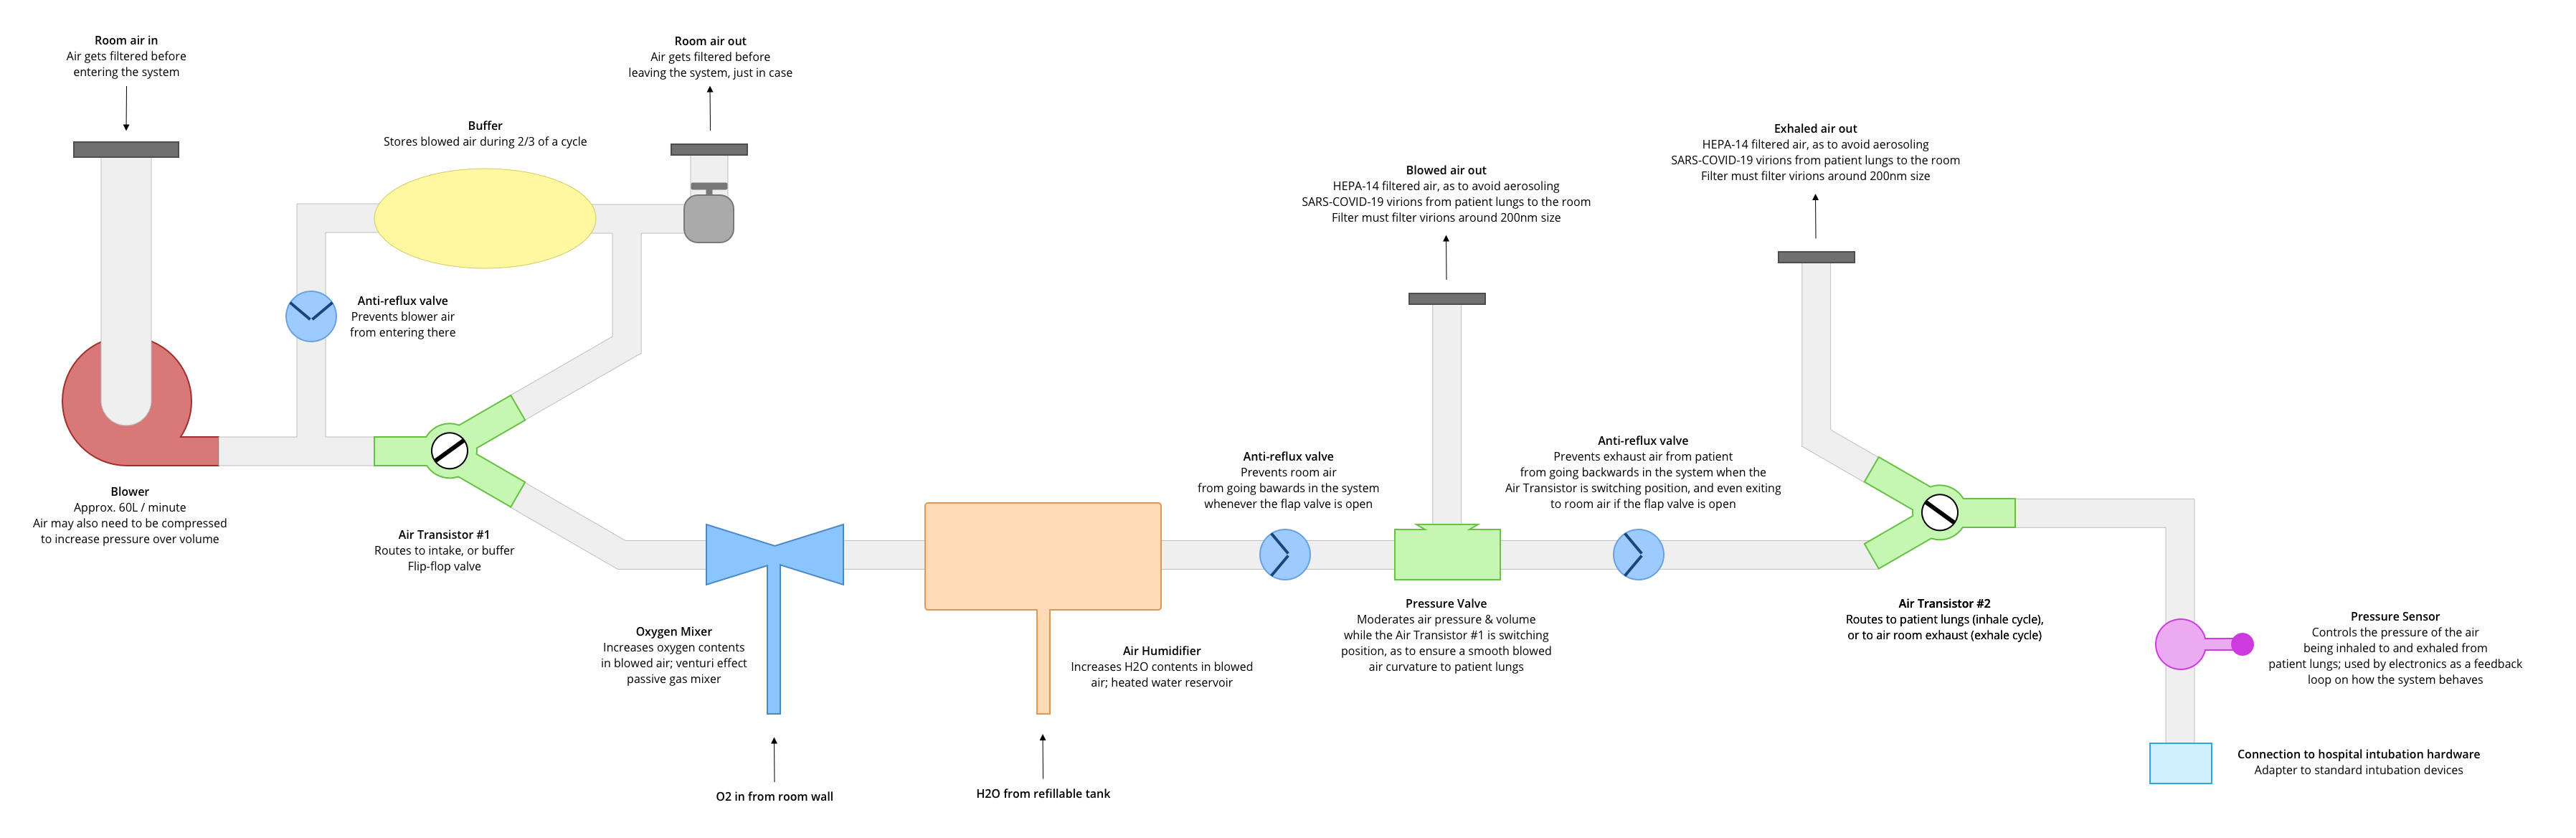 Room air in
Air gets filtered before
entering the system
Room air out
Air gets filtered before
leaving the system, just in case
Buffer
Stores blowed air during 2/3 of a cycle
Exhaled air out
HEPA-14 filtered air, as to avoid aerosoling
SARS-COVID-19 virions from patient lungs to the room
Filter must filter virions around 200nm size
Blowed air out
HEPA-14 filtered air, as to avoid aerosoling
SARS-COVID-19 virions from patient lungs to the room
Filter must filter virions around 200nm size
Anti-reflux valve
Prevents blower air
from entering there
Blower
Approx. 60L / minute
Air may also need to be compressed
to increase pressure over volume
Air Transistor #1
Routes to intake, or buffer
Flip-flop valve
Anti-reflux valve
Prevents room air
from going bawards in the system
whenever the flap valve is open
Anti-reflux valve
Prevents exhaust air from patient
from going backwards in the system when the
Air Transistor is switching position, and even exiting
to room air if the flap valve is open
Oxygen Mixer
Increases oxygen contents
in blowed air; venturi effect
passive gas mixer
Air Humidifier
Increases H2O contents in blowed
air; heated water reservoir
Pressure Valve
Moderates air pressure & volume
while the Air Transistor #1 is switching
position, as to ensure a smooth blowed
air curvature to patient lungs
Air Transistor #2
Routes to patient lungs (inhale cycle),
or to air room exhaust (exhale cycle)
Pressure Sensor
Controls the pressure of the air
being inhaled to and exhaled from
patient lungs; used by electronics as a feedback
loop on how the system behaves
Connection to hospital intubation hardware
Adapter to standard intubation devices
O2 in from room wall
H2O from refillable tank